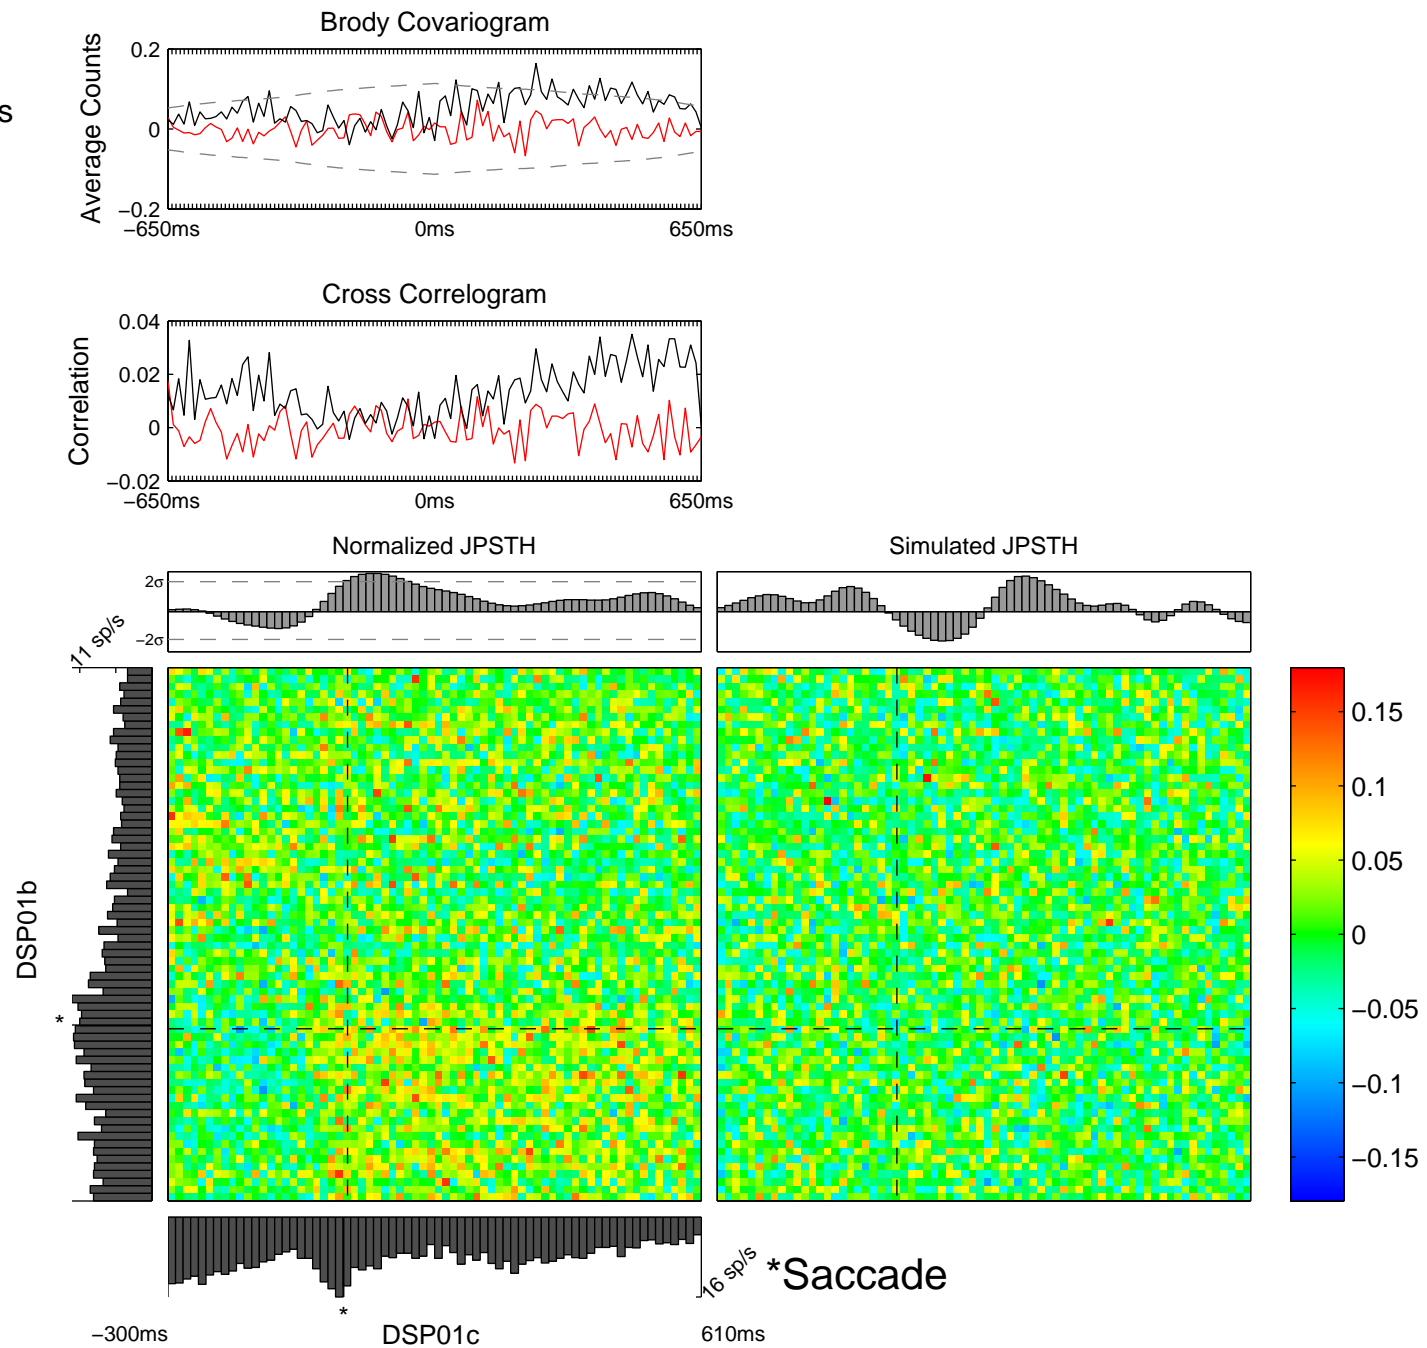 Brody Covariogram
s
Average Counts
0.2
0
−0.2
−650ms
0ms
650ms
Cross Correlogram
Correlation
0.04
0.02
0
−0.02
−650ms
0ms
650ms
Normalized JPSTH
Simulated JPSTH
2σ
−2σ
11 sp/s
DSP01b
*
0.15
0.1
0.05
0
−0.05
−0.1
−0.15
16 sp/s
*Saccade
*
−300ms
DSP01c
610ms